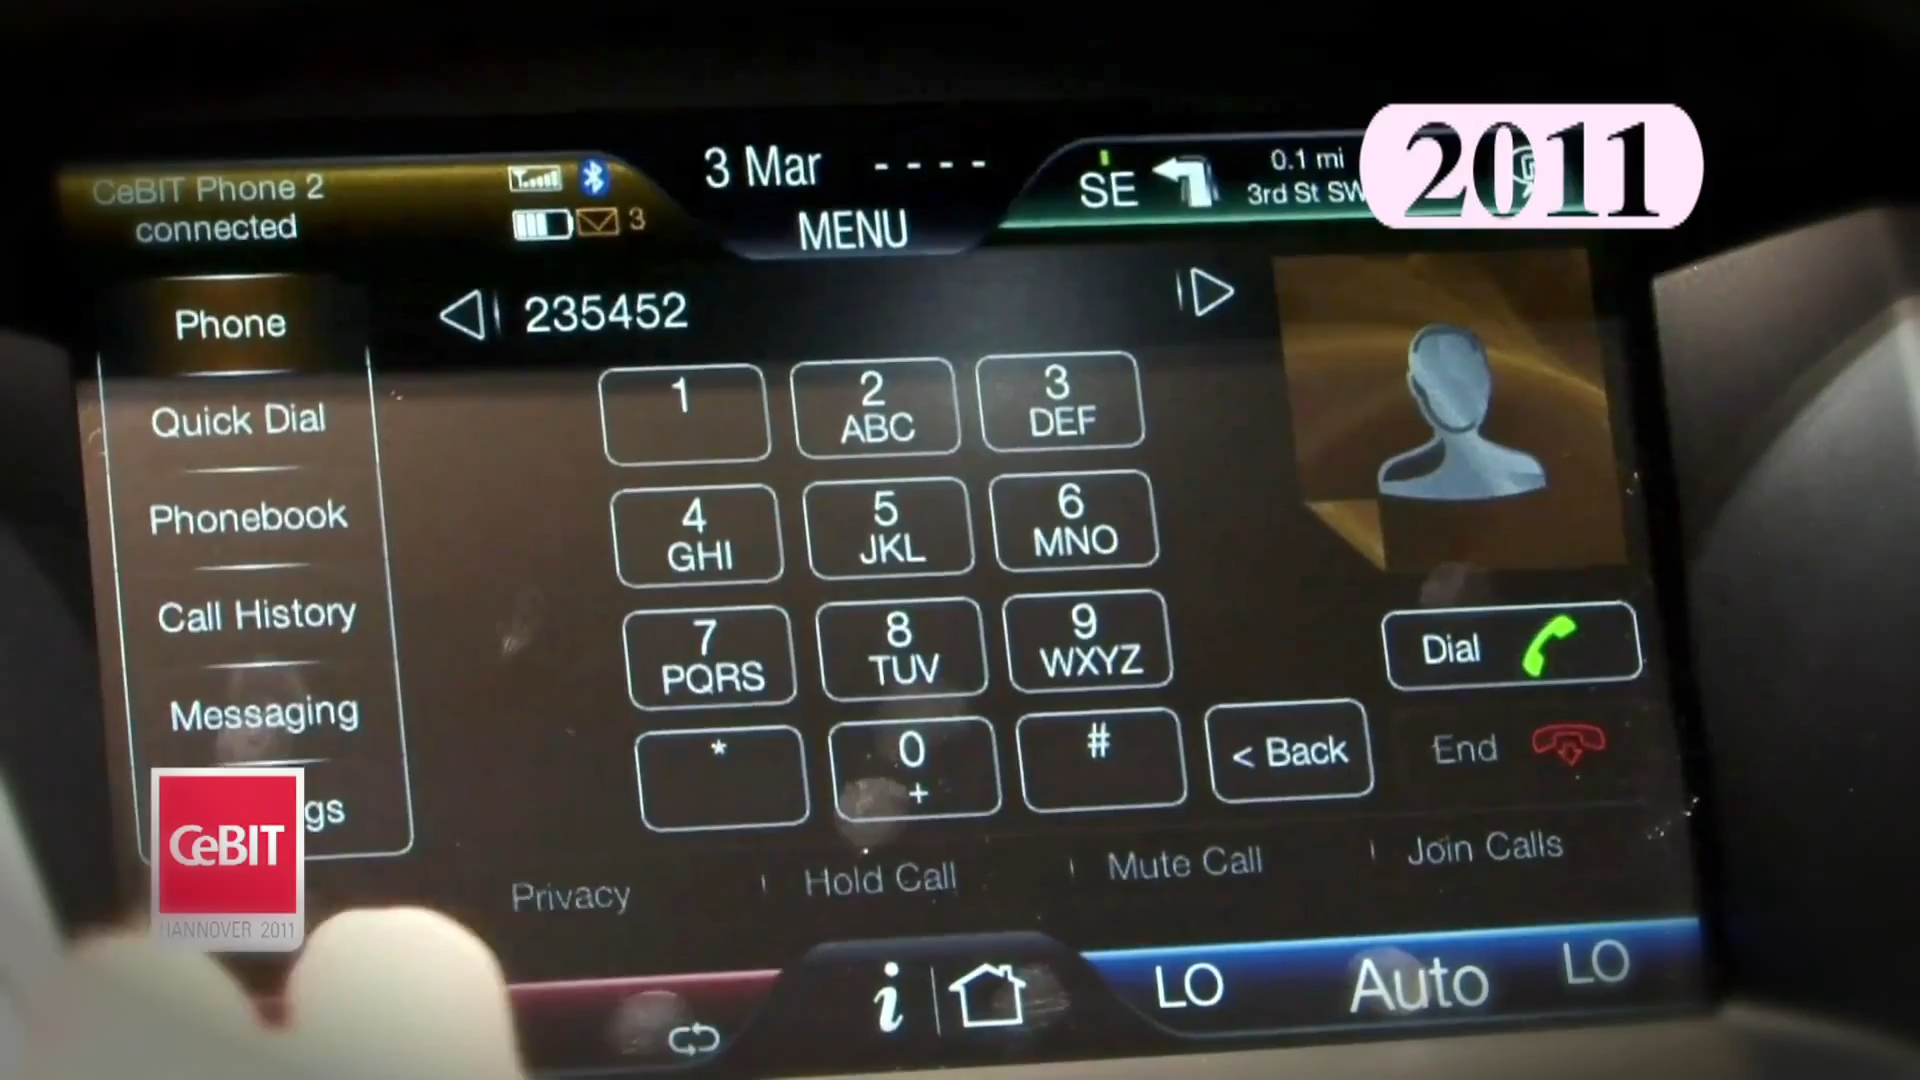 2011
CeBIT Phone 2
connected
3
3 Mar ----
MENU
SE
0.1 mi
3rd St SW
Phone
Quick Dial
Phonebook
Call History
Messaging
gs
235452
1
2
ABC
3
DEF
4
GHI
5
JKL
6
MNO
7
PQRS
8
TUV
9
WXYZ
*
0
+
#
< Back
Dial
End
Privacy
Hold Call
Mute Call
Join Calls
i
LO
Auto
LO
CeBIT
HANNOVER 2011